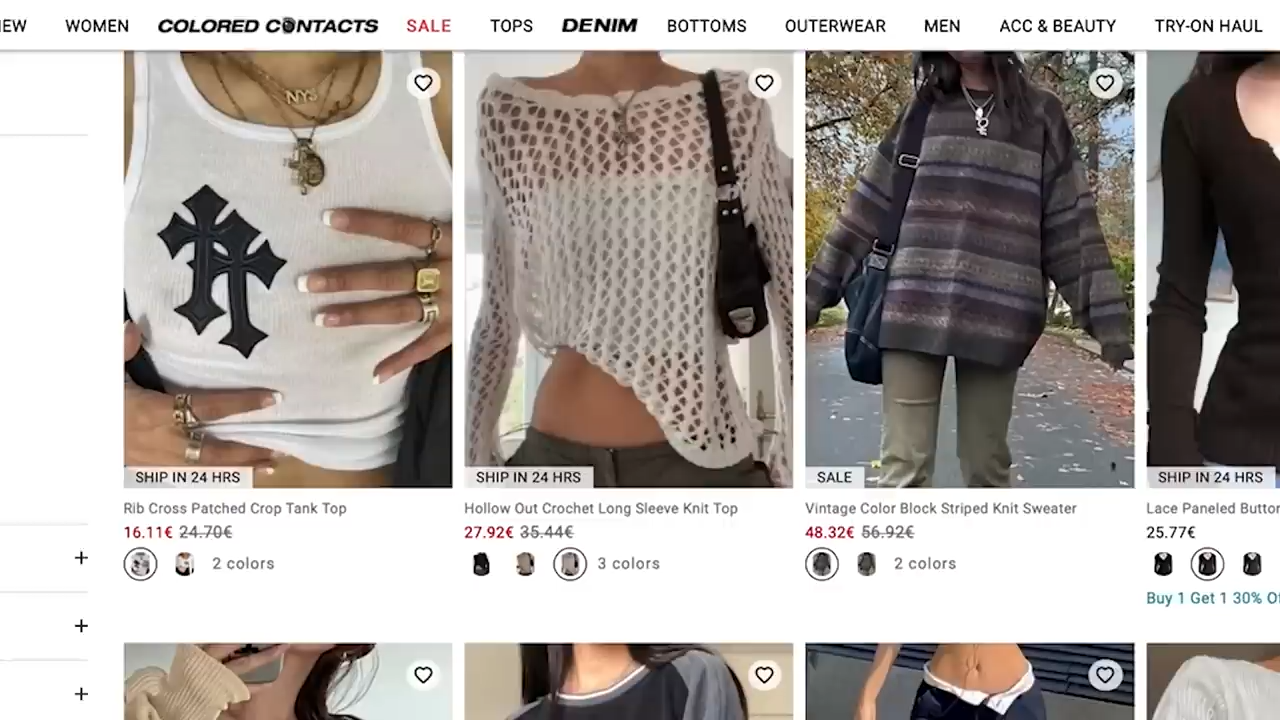 EW WOMEN COLORED CONTACTS SALE TOPS DENIM BOTTOMS OUTERWEAR MEN ACC & BEAUTY TRY-ON HAUL
NYS
SHIP IN 24 HRS SHIP IN 24 HRS SALE SHIP IN 24 HRS
Rib Cross Patched Crop Tank Top Hollow Out Crochet Long Sleeve Knit Top Vintage Color Block Striped Knit Sweater Lace Paneled Button
16.11€ 24.70€ 27.92€ 35.44€ 48.32€ 56.92€ 25.77€
2 colors 3 colors 2 colors
Buy 1 Get 1 30% Of